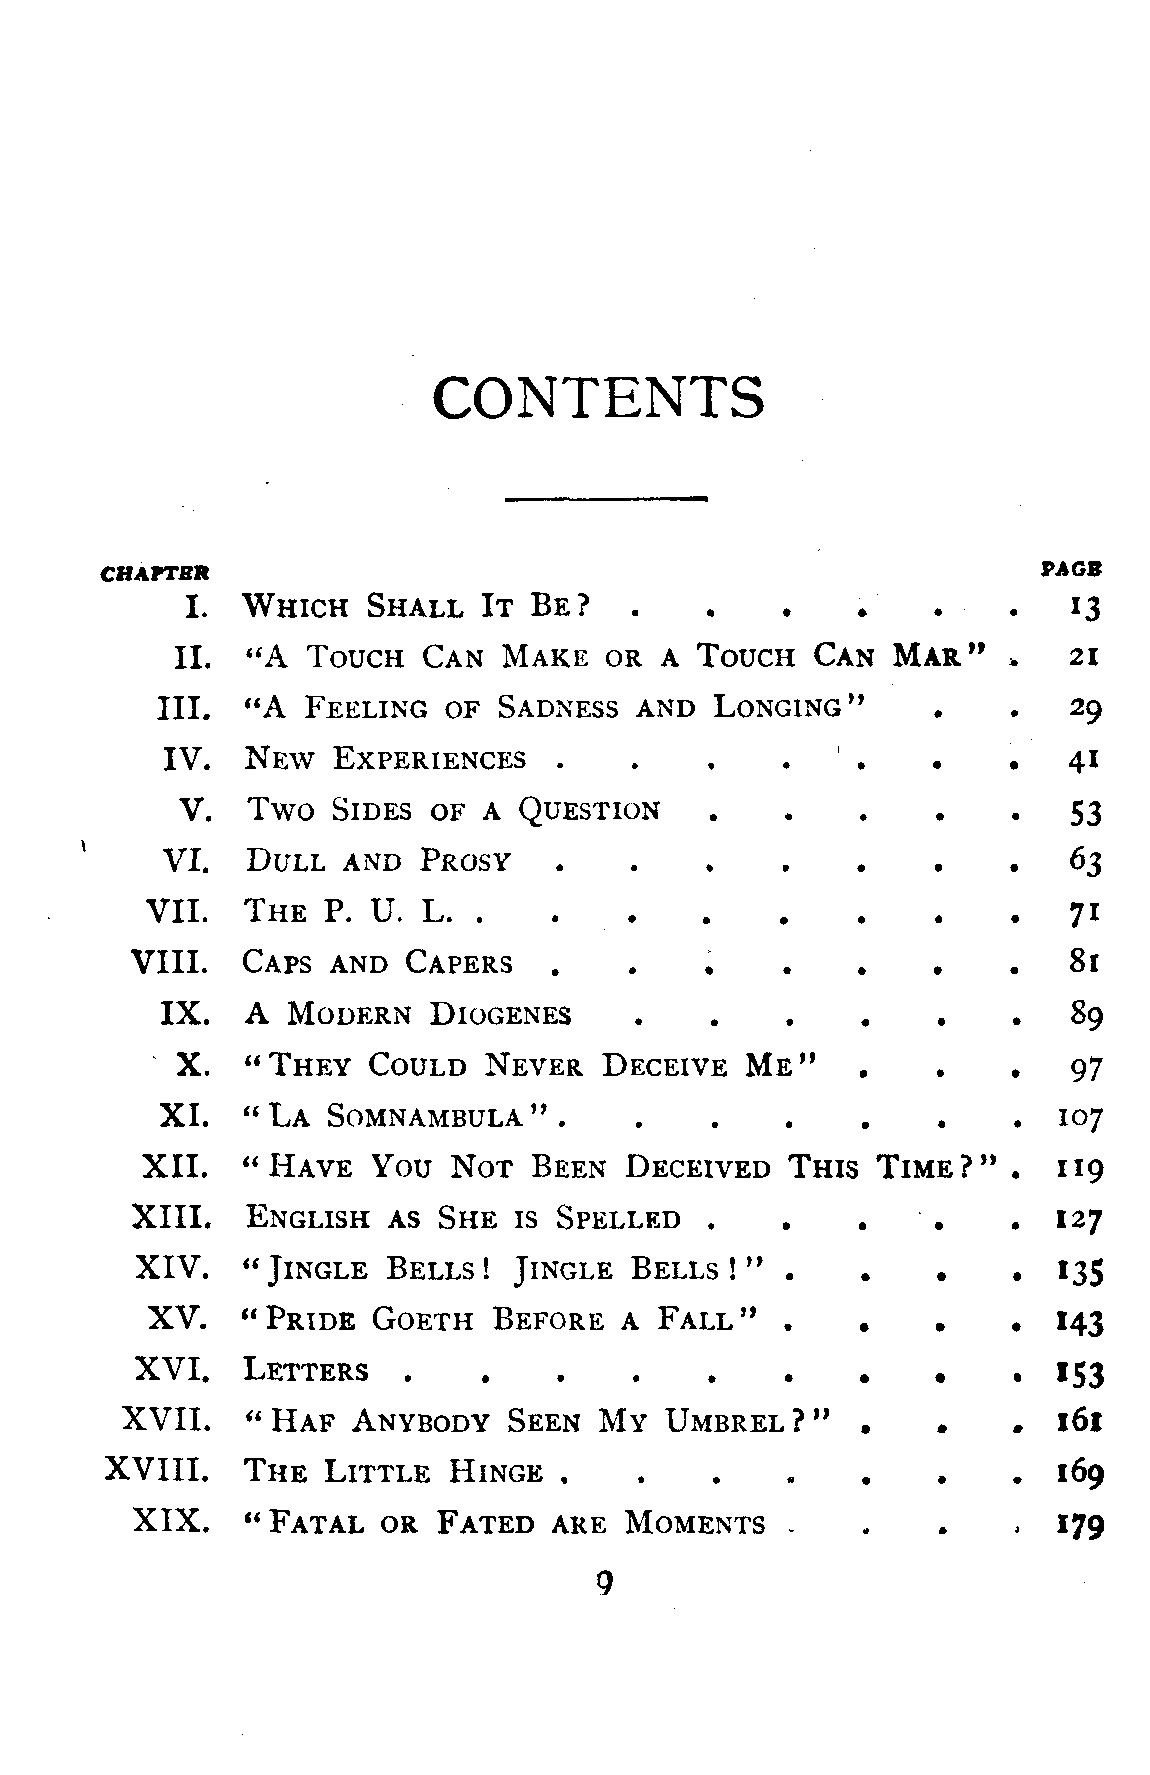 CONTENTS
CHAPTER PAGE
I. WHICH SHALL IT BE? . . . . . . 13
II. "A TOUCH CAN MAKE OR A TOUCH CAN MAR" . 21
III. "A FEELING OF SADNESS AND LONGING" . . 29
IV. NEW EXPERIENCES . . . . . . . 41
V. TWO SIDES OF A QUESTION . . . . . 53
VI. DULL AND PROSY . . . . . . . 63
VII. THE P. U. L. . . . . . . . . 71
VIII. CAPS AND CAPERS . . . . . . . 81
IX. A MODERN DIOGENES . . . . . . 89
X. "THEY COULD NEVER DECEIVE ME" . . . 97
XI. "LA SOMNAMBULA" . . . . . . . 107
XII. "HAVE YOU NOT BEEN DECEIVED THIS TIME?" . 119
XIII. ENGLISH AS SHE IS SPELLED . . . . . 127
XIV. "JINGLE BELLS! JINGLE BELLS!" . . . . 135
XV. "PRIDE GOETH BEFORE A FALL" . . . . 143
XVI. LETTERS . . . . . . . . . 153
XVII. "HAF ANYBODY SEEN MY UMBREL?" . . . 161
XVIII. THE LITTLE HINGE . . . . . . . 169
XIX. "FATAL OR FATED ARE MOMENTS . . . . 179
9